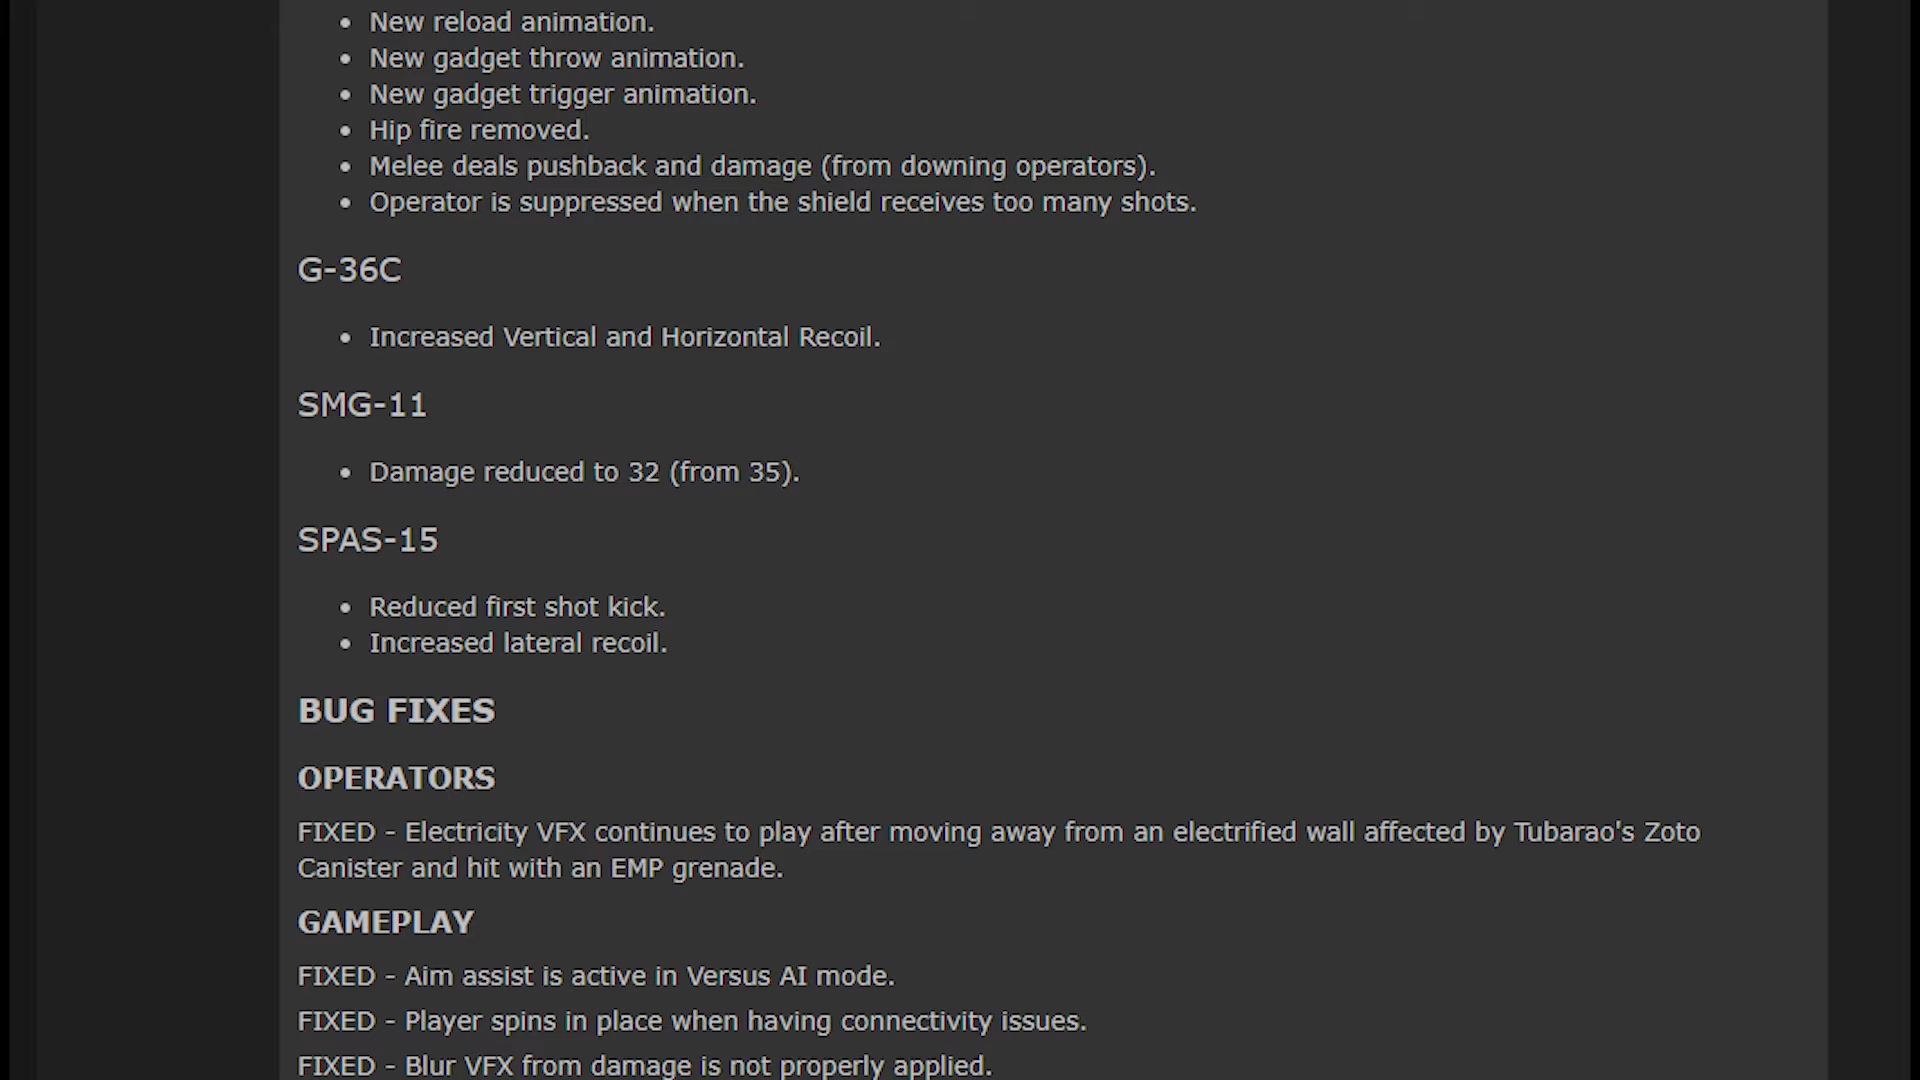 • New reload animation.
• New gadget throw animation.
• New gadget trigger animation.
• Hip fire removed.
• Melee deals pushback and damage (from downing operators).
• Operator is suppressed when the shield receives too many shots.
G-36C
• Increased Vertical and Horizontal Recoil.
SMG-11
• Damage reduced to 32 (from 35).
SPAS-15
• Reduced first shot kick.
• Increased lateral recoil.
BUG FIXES
OPERATORS
FIXED - Electricity VFX continues to play after moving away from an electrified wall affected by Tubarao's Zoto
Canister and hit with an EMP grenade.
GAMEPLAY
FIXED - Aim assist is active in Versus AI mode.
FIXED - Player spins in place when having connectivity issues.
FIXED - Blur VFX from damage is not properly applied.